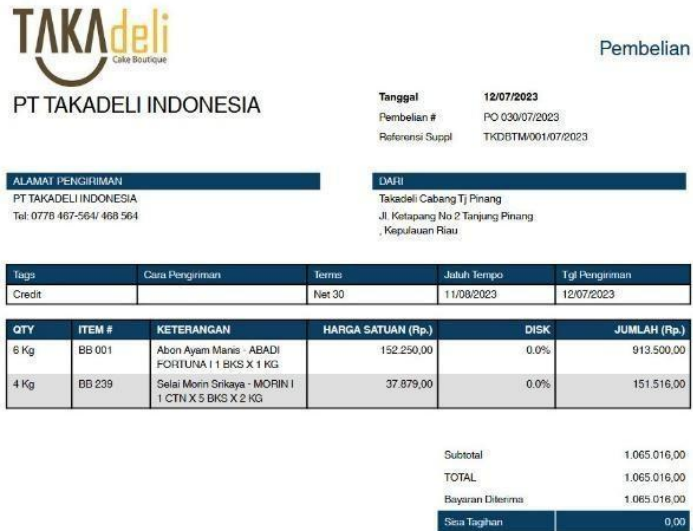 TAKAdeli
Cake Boutique
Pembelian
PT TAKADELI INDONESIA
Tanggal 12/07/2023
Pembelian # PO 030/07/2023
Referensi Suppl TKDBTM/001/07/2023
ALAMAT PENGIRIMAN
PT TAKADELI INDONESIA
Tel: 0778 467-564/ 468 564
DARI
Takadeli Cabang Tj Pinang
Jl. Ketapang No 2 Tanjung Pinang
, Kepulauan Riau
Tags Cara Pengiriman Terms Jatuh Tempo Tgl Pengiriman
Credit Net 30 11/08/2023 12/07/2023
QTY ITEM # KETERANGAN HARGA SATUAN (Rp.) DISK JUMLAH (Rp.)
6 Kg BB 001 Abon Ayam Manis - ABADI 152.250,00 0.0% 913.500,00
FORTUNA I 1 BKS X 1 KG
4 Kg BB 239 Selai Morin Srikaya - MORIN I 37.879,00 0.0% 151.516,00
1 CTN X 5 BKS X 2 KG
Subtotal 1.065.016,00
TOTAL 1.065.016,00
Bayaran Diterima 1.065.016,00
Sisa Tagihan 0,00